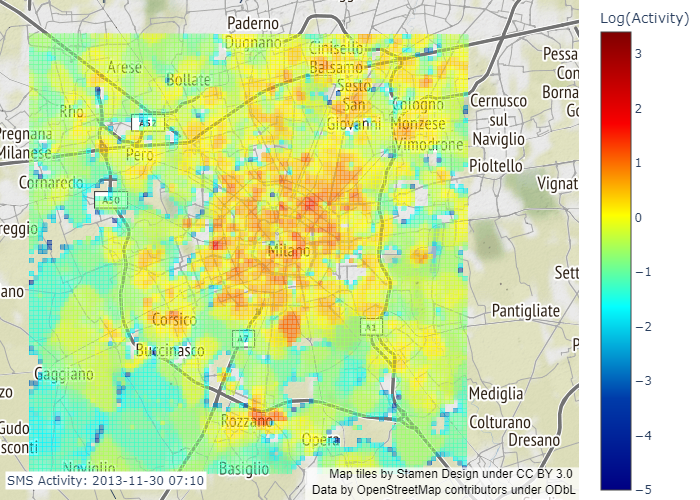 Paderno
Dugnano
Cinisello
Balsamo
Arese
Bollate
Sesto
San
Giovanni
Rho
Cologno
Monzese
Vimodrone
Cernusco
sul
Naviglio
Pessa
Con
Borna
Go
A52
Pregnana
Milanese
Pero
Pioltello
Cornaredo
A50
Vignat
reggio
Milano
Sett
ano
Pantigliate
Corsico
A7
A1
Buccinasco
P
Gaggiano
Mediglia
zo
Rozzano
Colturano
Gudo
sconti
Opera
Dresano
Noviglio
Basiglio
SMS Activity: 2013-11-30 07:10
Map tiles by Stamen Design under CC BY 3.0
Data by OpenStreetMap contributors under ODbL
Log(Activity)
3
2
1
0
−1
−2
−3
−4
−5